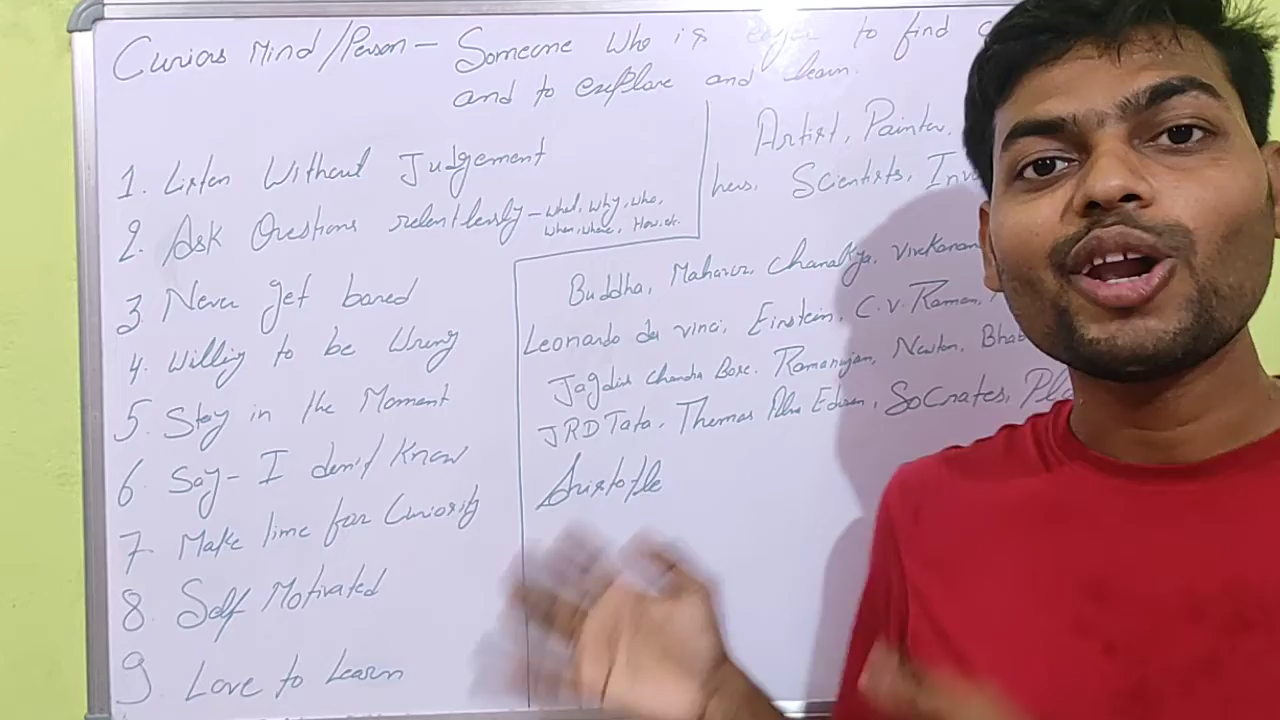 Curious Mind/Person - Someone who is eager to find
and to explore and learn.
Artist, Painter,
Scientists,
1. Listen Without Judgement
2. Ask Questions relentlessly - What, Why, who,
when, where, How, etc.
3. Never get bored
4. Willing to be Wrong
5. Stay in the Moment
6 Say - I don't Know
7. Make time for Curiosity
8. Self Motivated
9 Love to Learn
Buddha, Mahavir, Chanakya,
Leonardo da vinci, Einstein, C.V. Raman,
Jagdish Chandra Bose. Ramanujan, Newton,
JRD Tata. Thomas Alva Edison, Socrates,
Aristotle